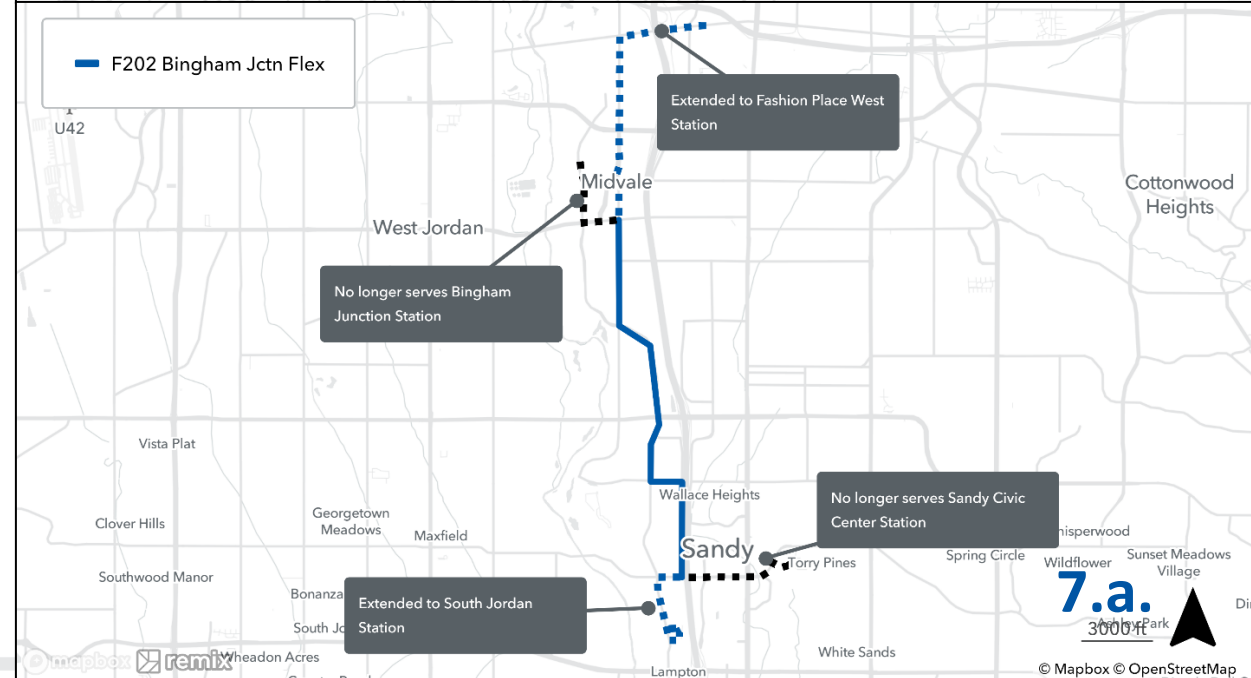 F202 Bingham Jctn Flex
U42
Extended to Fashion Place West
Station
Midvale
Cottonwood
Heights
West Jordan
No longer serves Bingham
Junction Station
Vista Plat
Wallace Heights
No longer serves Sandy Civic
Center Station
Georgetown
Meadows
Clover Hills
Maxfield
Sandy
Torry Pines
Spring Circle
Wildflower
Sunset Meadows
Village
Southwood Manor
Extended to South Jordan
Station
7.a.
3000 ft
Ashley Park
White Sands
mapbox remix
Wheadon Acres
Lampton
© Mapbox © OpenStreetMap